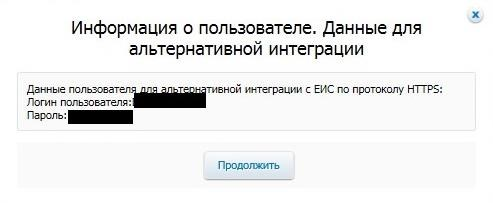 Информация о пользователе. Данные для
альтернативной интеграции
Данные пользователя для альтернативной интеграции с ЕИС по протоколу HTTPS:
Логин пользователя:
Пароль:
Продолжить